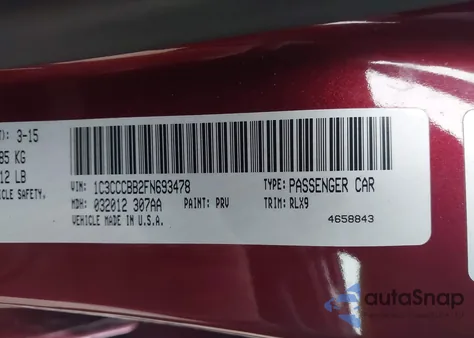 T): 3-15
85 KG
12 LB
ICLE SAFETY,
VIN: 1C3CCCBB2FN693478 TYPE: PASSENGER CAR
MDH: 032012 307AA PAINT: PRV TRIM: RLX9
VEHICLE MADE IN U.S.A. 4658843
autoSnap